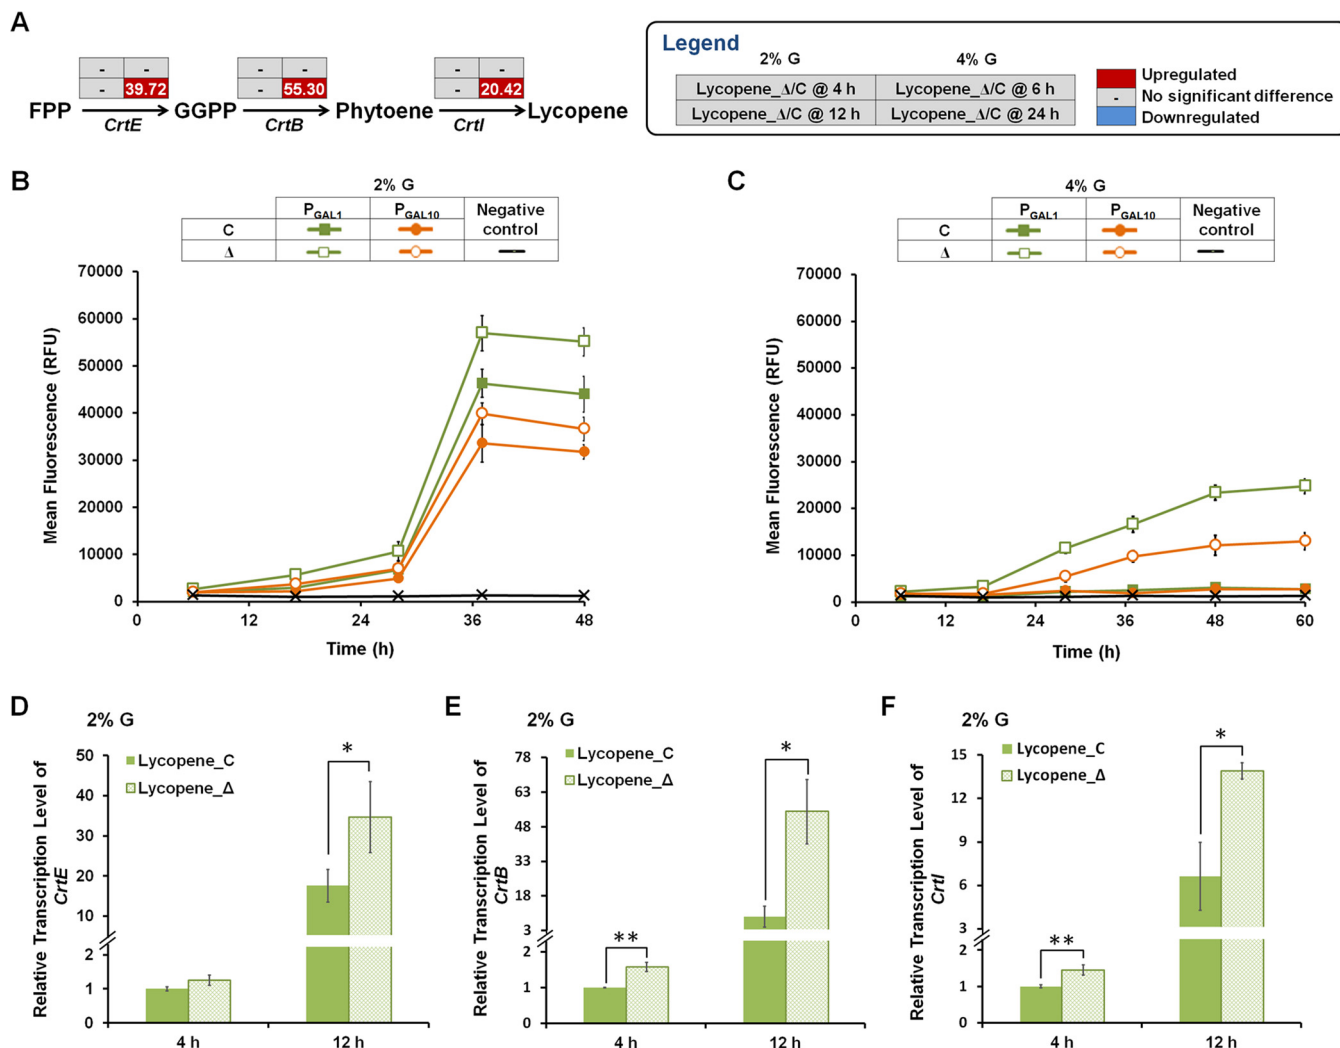 A
- - - - - -
- 39.72 - 55.30 - 20.42
FPP GGPP Phytoene Lycopene
CrtE CrtB CrtI
Legend
2% G 4% G
Lycopene_Δ/C @ 4 h Lycopene_Δ/C @ 6 h
Lycopene_Δ/C @ 12 h Lycopene_Δ/C @ 24 h
Upregulated
- No significant difference
Downregulated
B
2% G
PGAL1 PGAL10 Negative control
C
Δ
70000
60000
50000
40000
30000
20000
10000
0
Mean Fluorescence (RFU)
0 12 24 36 48
Time (h)
C
4% G
PGAL1 PGAL10 Negative control
C
Δ
70000
60000
50000
40000
30000
20000
10000
0
Mean Fluorescence (RFU)
0 12 24 36 48 60
Time (h)
D
2% G
Relative Transcription Level of
CrtE
50
40
30
20
10
2
1
0
Lycopene_C
Lycopene_Δ
*
4 h 12 h
E
2% G
Relative Transcription Level of
CrtB
78
63
48
33
18
3
2
1
0
Lycopene_C
Lycopene_Δ
**
*
4 h 12 h
F
2% G
Relative Transcription Level of
CrtI
15
12
9
6
3
2
1
0
Lycopene_C
Lycopene_Δ
**
*
4 h 12 h